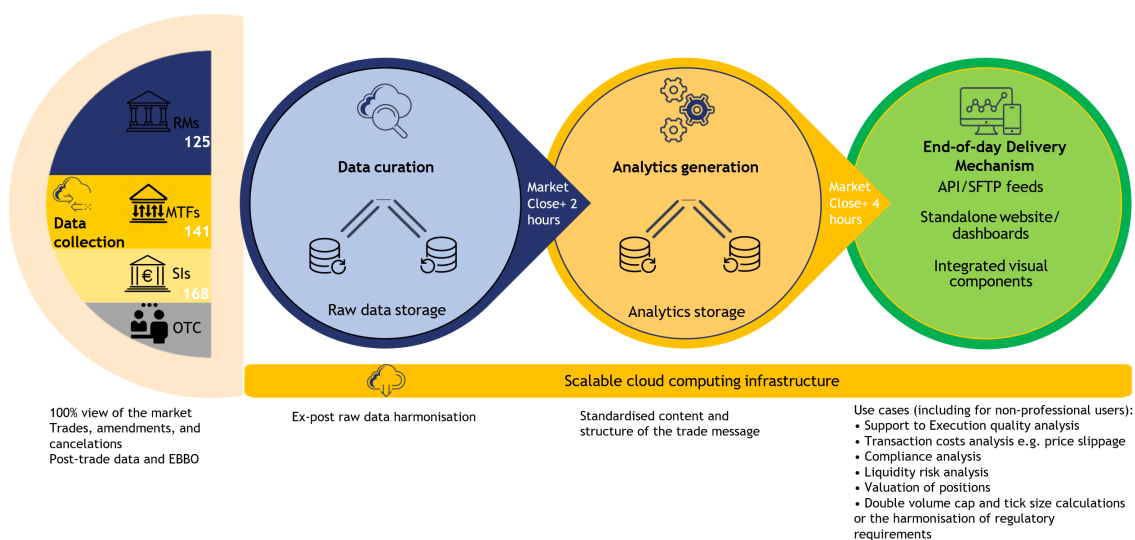 RMs
125
MTFs
141
Data
collection
SIs
168
OTC
Data curation
Raw data storage
Market
Close+ 2
hours
Analytics generation
Analytics storage
Market
Close+ 4
hours
End-of-day Delivery
Mechanism
API/SFTP feeds
Standalone website/
dashboards
Integrated visual
components
Scalable cloud computing infrastructure
100% view of the market
Trades, amendments, and
cancelations
Post-trade data and EBBO
Ex-post raw data harmonisation
Standardised content and
structure of the trade message
Use cases (including for non-professional users):
• Support to Execution quality analysis
• Transaction costs analysis e.g. price slippage
• Compliance analysis
• Liquidity risk analysis
• Valuation of positions
• Double volume cap and tick size calculations
or the harmonisation of regulatory
requirements